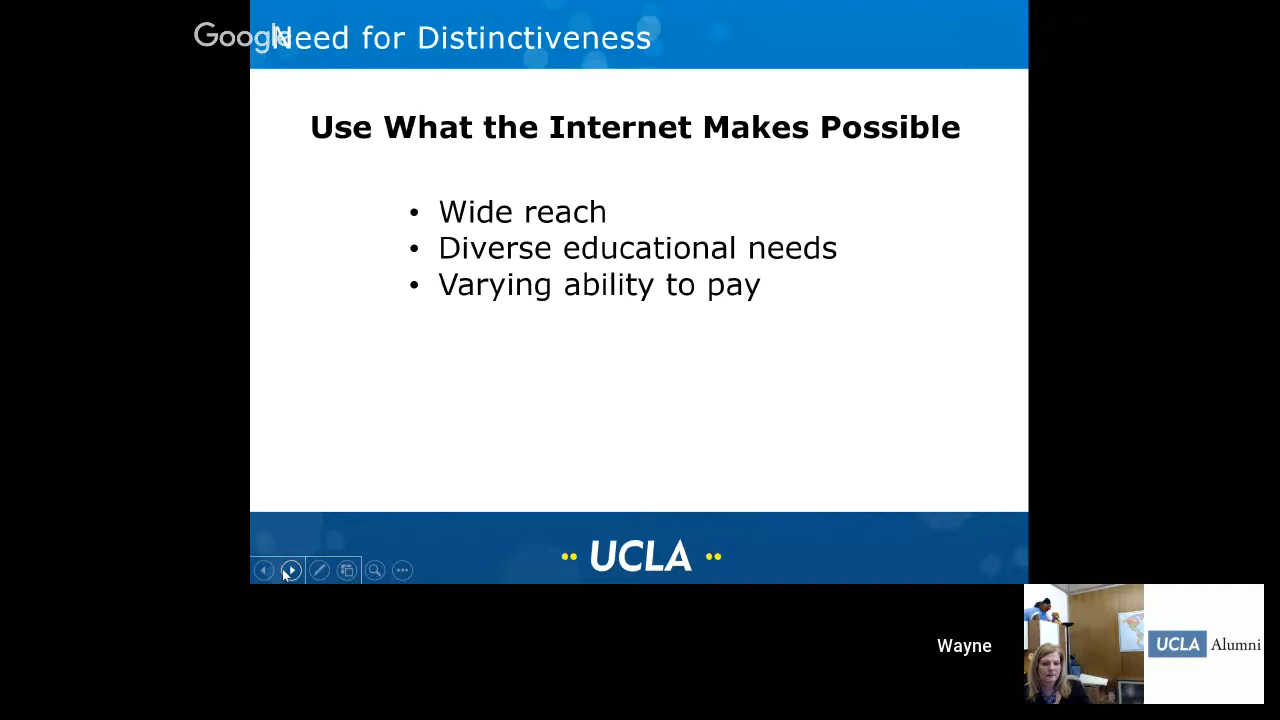 Google
Need for Distinctiveness
Use What the Internet Makes Possible
• Wide reach
• Diverse educational needs
• Varying ability to pay
UCLA
Wayne
UCLA Alumni